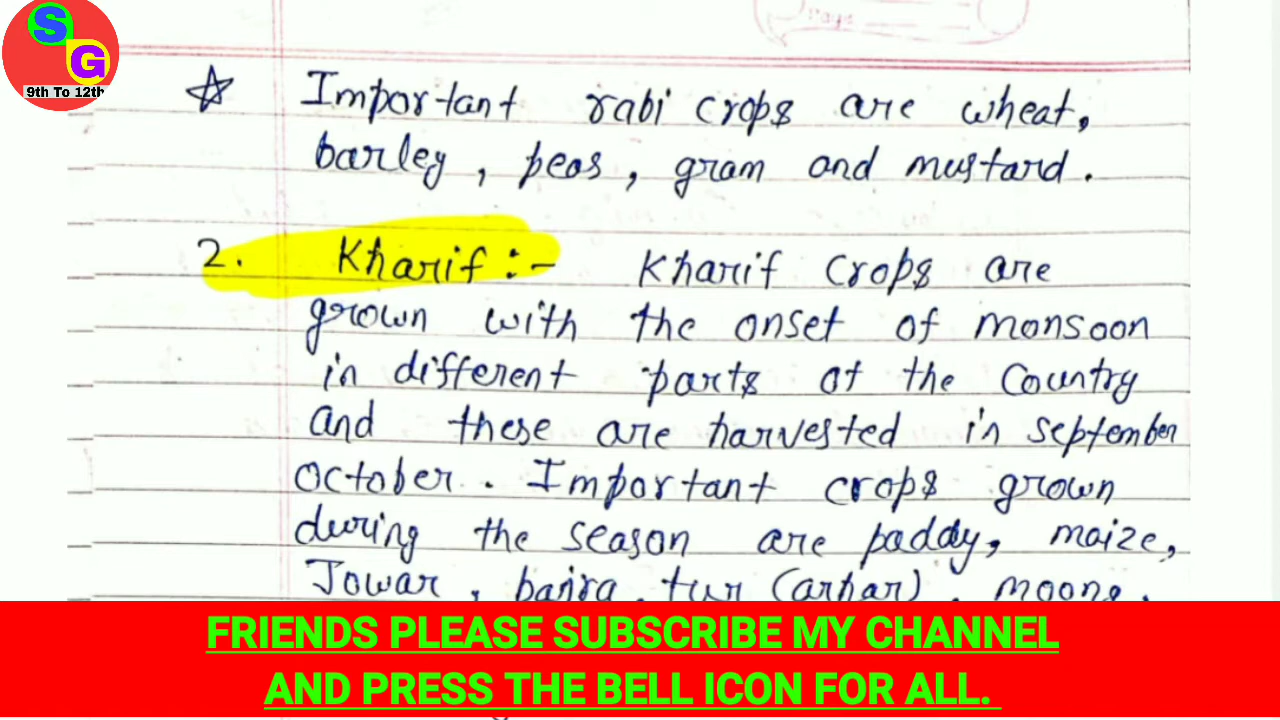 SG
9th To 12th
Page
☆ Important rabi crops are wheat,
barley, peas, gram and mustard.
2. Kharif :- Kharif crops are
grown with the onset of monsoon
in different parts of the country
and these are harvested in september
october. Important crops grown
during the season are paddy, maize,
Jowar, bajra, tur (arhar), moong,
FRIENDS PLEASE SUBSCRIBE MY CHANNEL
AND PRESS THE BELL ICON FOR ALL.